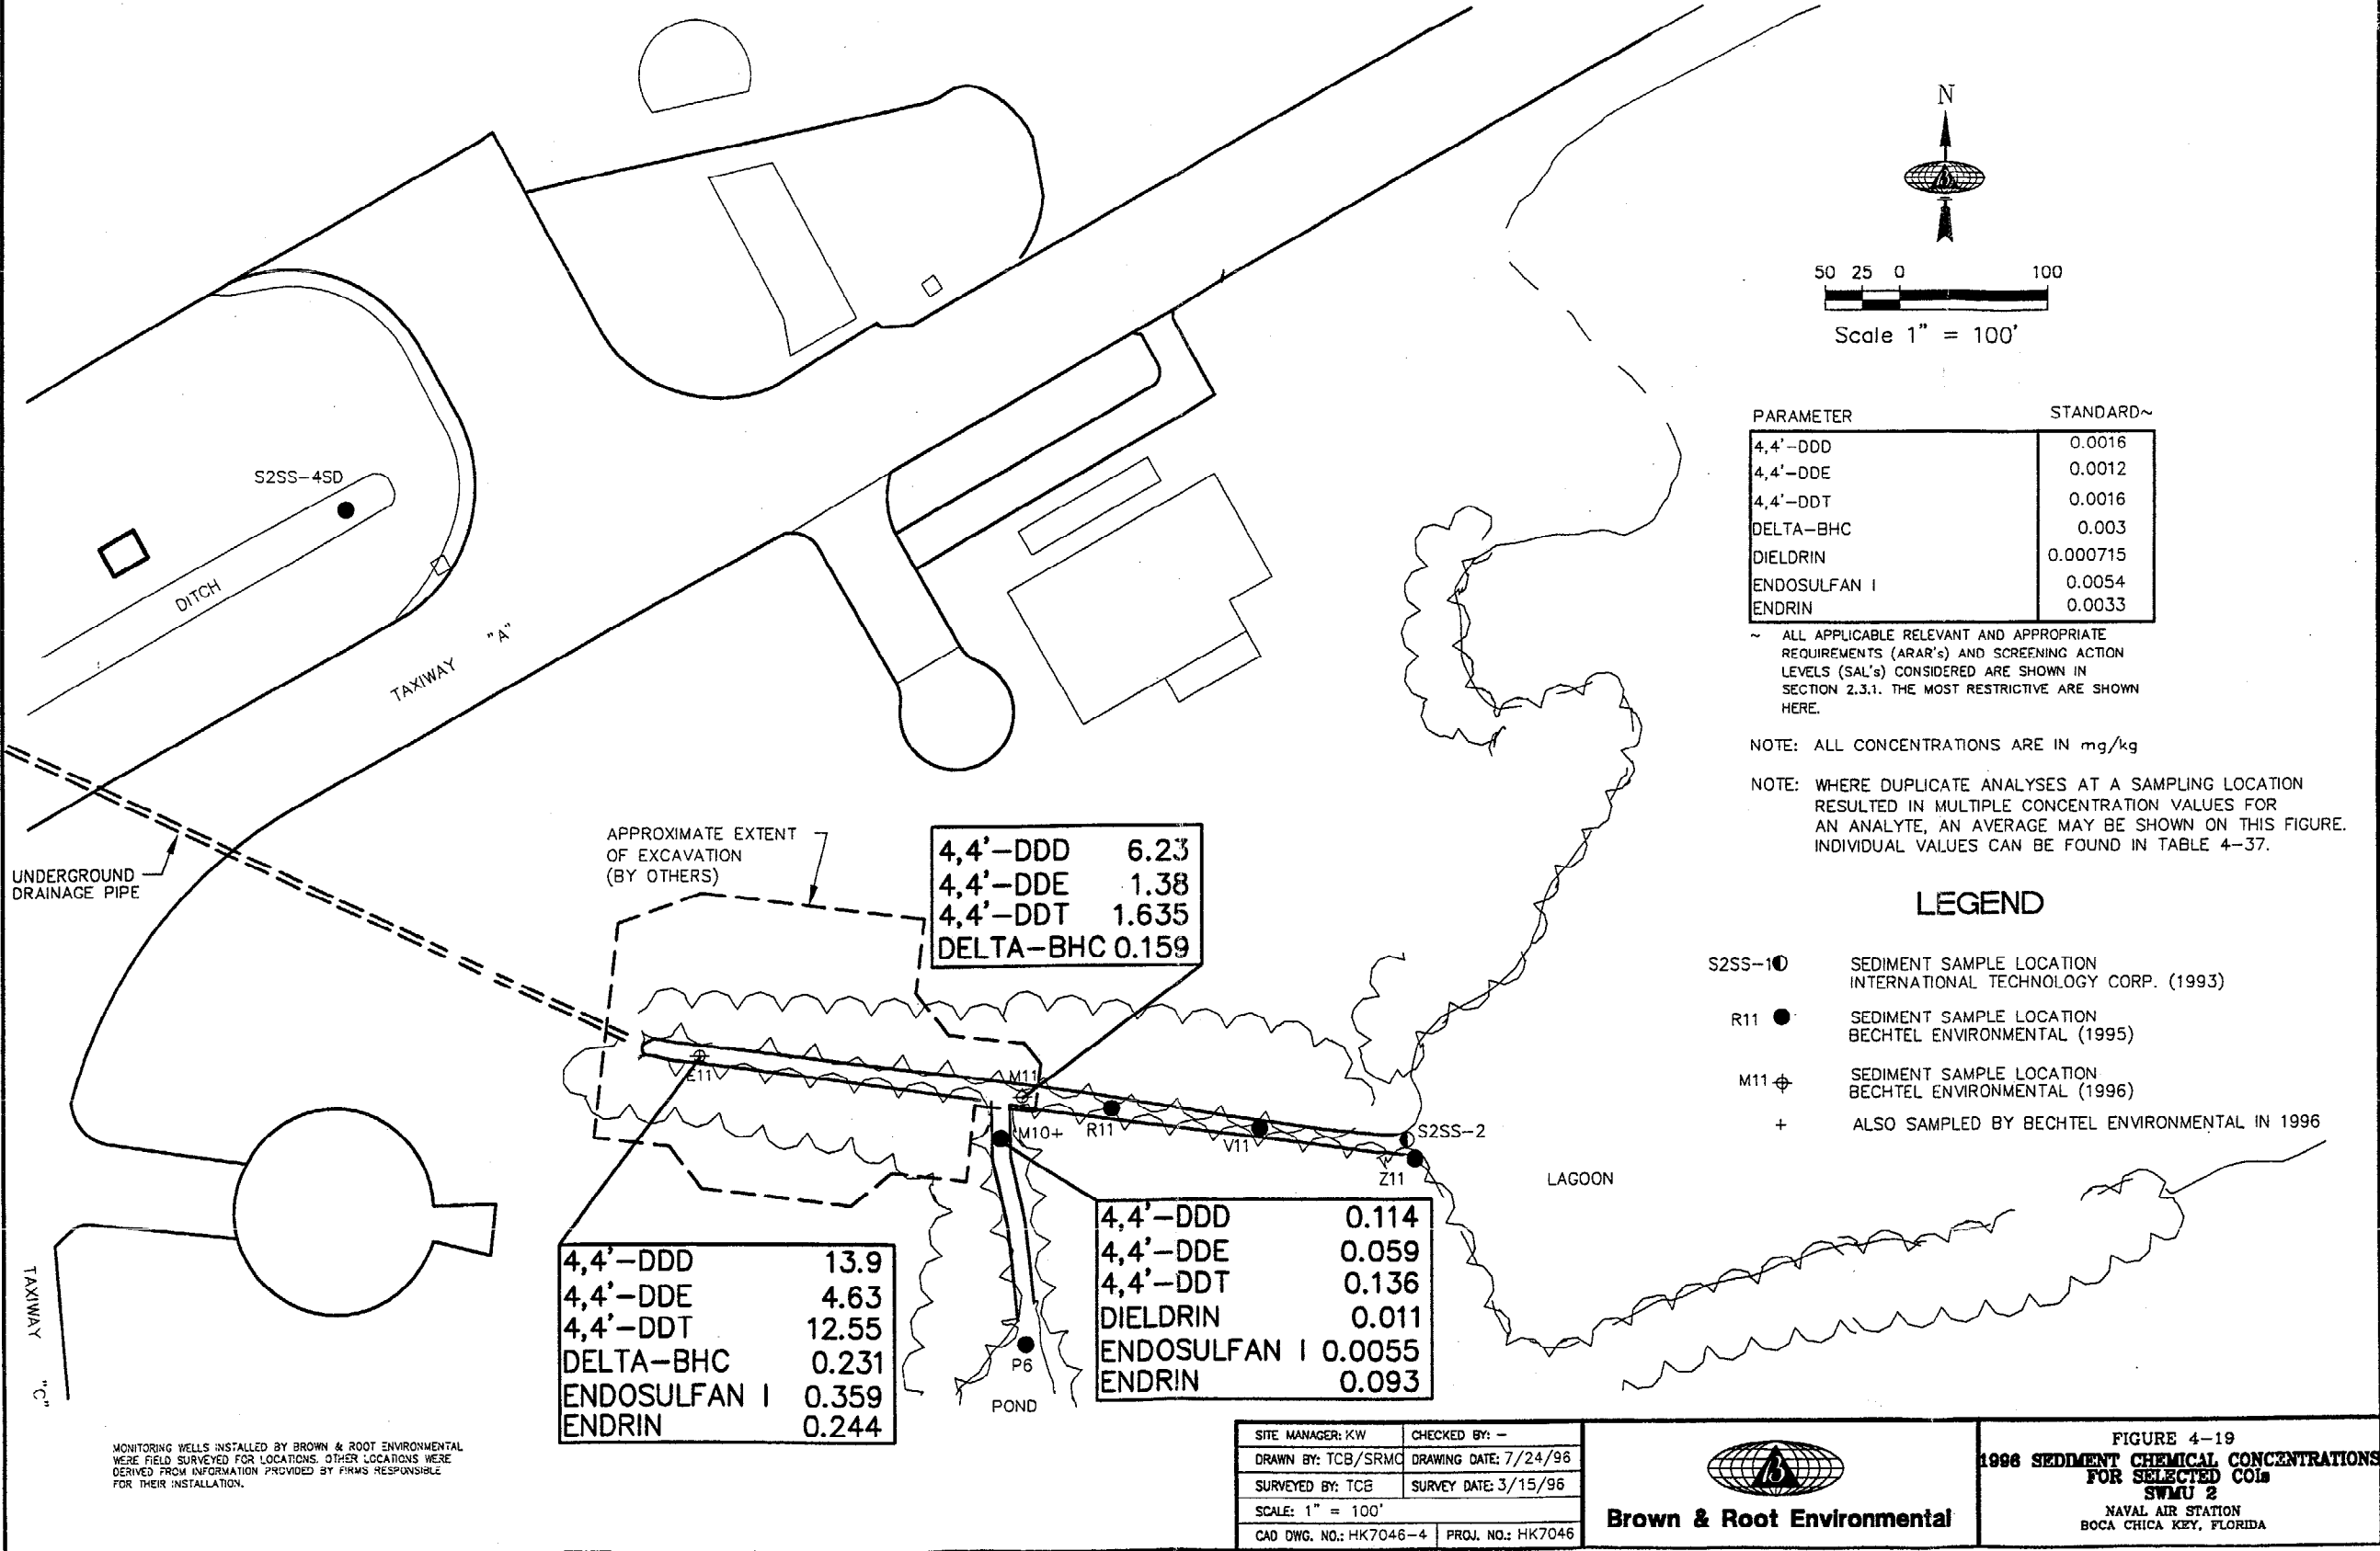 N
50 25 0 100
Scale 1" = 100'
PARAMETER STANDARD~
4,4'-DDD 0.0016
4,4'-DDE 0.0012
4,4'-DDT 0.0016
DELTA-BHC 0.003
DIELDRIN 0.000715
ENDOSULFAN I 0.0054
ENDRIN 0.0033
~ ALL APPLICABLE RELEVANT AND APPROPRIATE
REQUIREMENTS (ARAR's) AND SCREENING ACTION
LEVELS (SAL's) CONSIDERED ARE SHOWN IN
SECTION 2.3.1. THE MOST RESTRICTIVE ARE SHOWN
HERE.
NOTE: ALL CONCENTRATIONS ARE IN mg/kg
NOTE: WHERE DUPLICATE ANALYSES AT A SAMPLING LOCATION
RESULTED IN MULTIPLE CONCENTRATION VALUES FOR
AN ANALYTE, AN AVERAGE MAY BE SHOWN ON THIS FIGURE.
INDIVIDUAL VALUES CAN BE FOUND IN TABLE 4-37.
LEGEND
S2SS-1 SEDIMENT SAMPLE LOCATION
INTERNATIONAL TECHNOLOGY CORP. (1993)
R11 SEDIMENT SAMPLE LOCATION
BECHTEL ENVIRONMENTAL (1995)
M11 SEDIMENT SAMPLE LOCATION
BECHTEL ENVIRONMENTAL (1996)
+ ALSO SAMPLED BY BECHTEL ENVIRONMENTAL IN 1996
S2SS-4SD
DITCH
TAXIWAY "A"
UNDERGROUND
DRAINAGE PIPE
APPROXIMATE EXTENT
OF EXCAVATION
(BY OTHERS)
4,4'-DDD 6.23
4,4'-DDE 1.38
4,4'-DDT 1.635
DELTA-BHC 0.159
E11
M11
M10+
R11
V11
S2SS-2
Z11
LAGOON
4,4'-DDD 13.9
4,4'-DDE 4.63
4,4'-DDT 12.55
DELTA-BHC 0.231
ENDOSULFAN I 0.359
ENDRIN 0.244
4,4'-DDD 0.114
4,4'-DDE 0.059
4,4'-DDT 0.136
DIELDRIN 0.011
ENDOSULFAN I 0.0055
ENDRIN 0.093
P6
POND
TAXIWAY "C"
MONITORING WELLS INSTALLED BY BROWN & ROOT ENVIRONMENTAL
WERE FIELD SURVEYED FOR LOCATIONS. OTHER LOCATIONS WERE
DERIVED FROM INFORMATION PROVIDED BY FIRMS RESPONSIBLE
FOR THEIR INSTALLATION.
SITE MANAGER: KW CHECKED BY: -
DRAWN BY: TCB/SRMC DRAWING DATE: 7/24/96
SURVEYED BY: TCB SURVEY DATE: 3/15/96
SCALE: 1" = 100'
CAD DWG. NO.: HK7046-4 PROJ. NO.: HK7046
B
Brown & Root Environmental
FIGURE 4-19
1996 SEDIMENT CHEMICAL CONCENTRATIONS
FOR SELECTED COIs
SWMU 2
NAVAL AIR STATION
BOCA CHICA KEY, FLORIDA